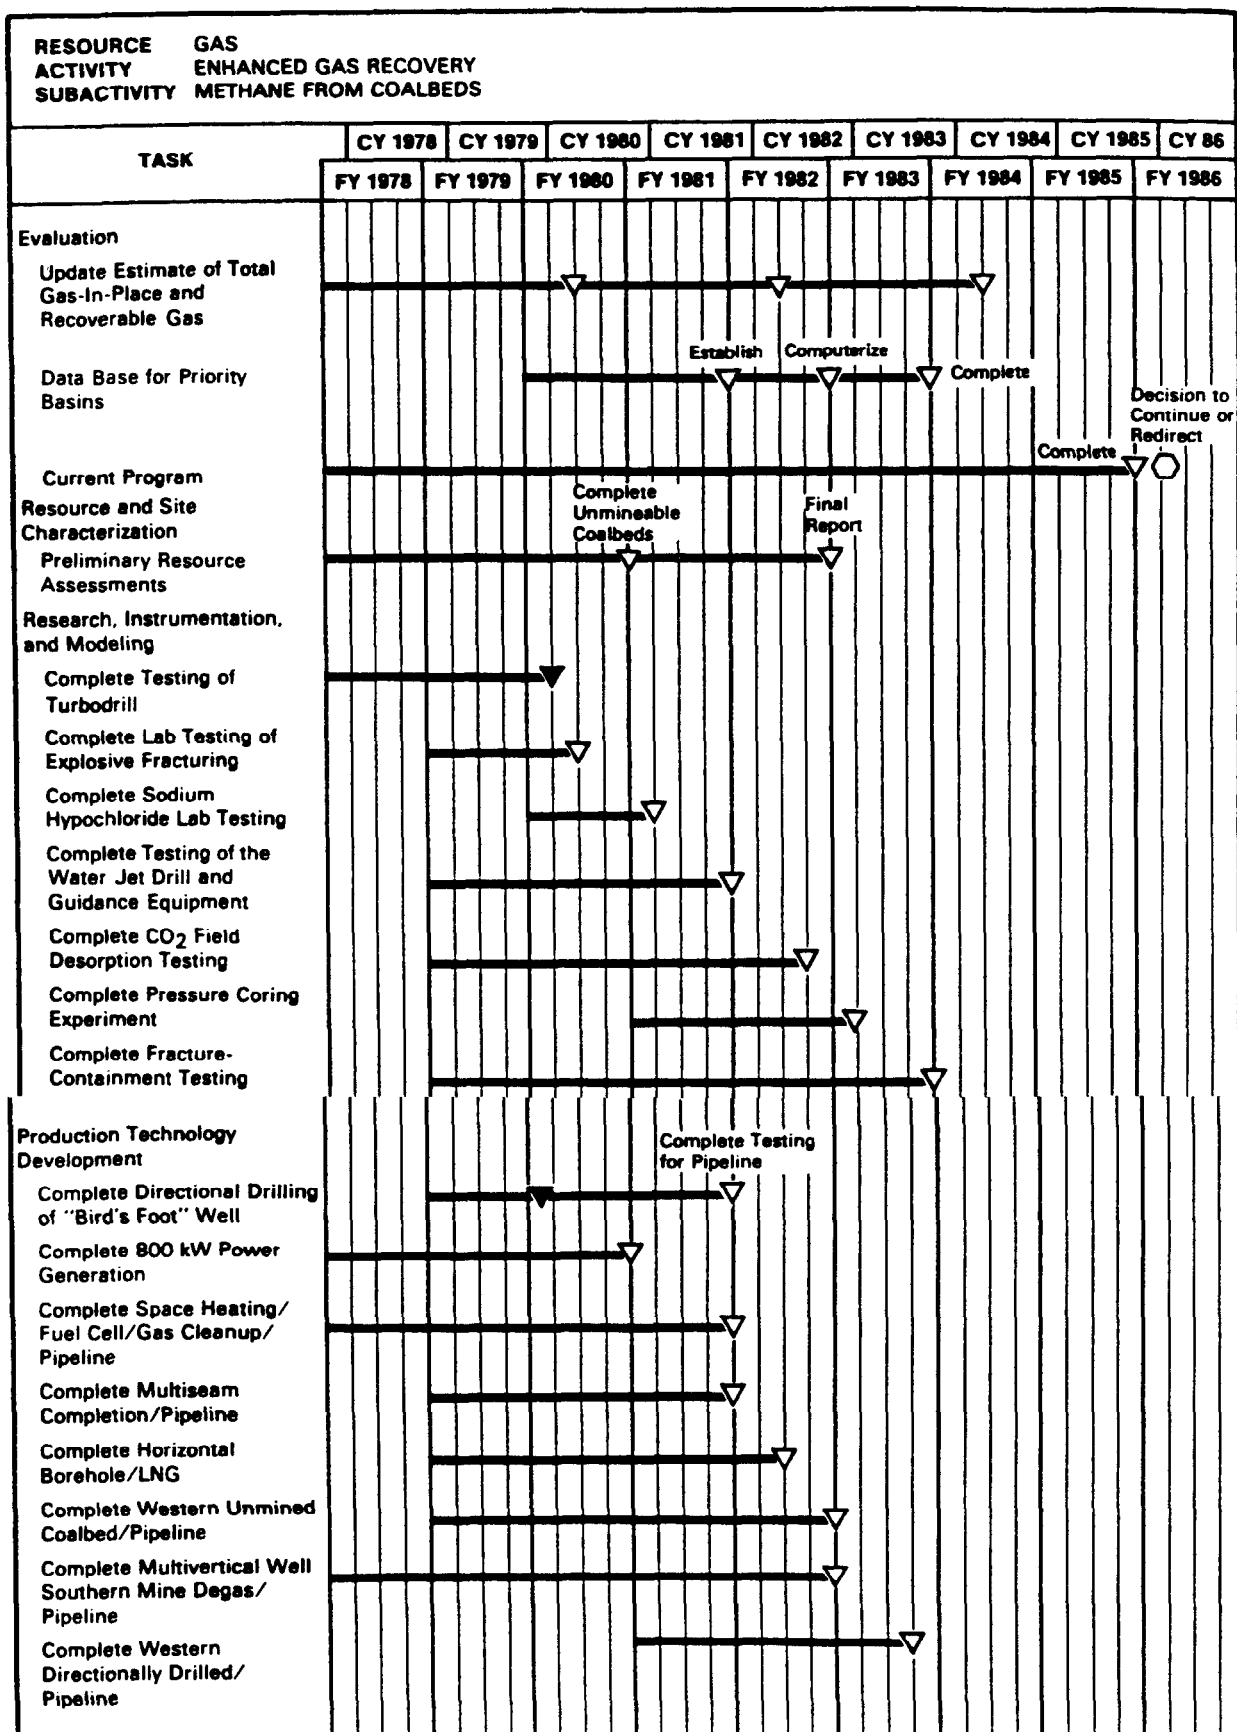 RESOURCE GAS
ACTIVITY ENHANCED GAS RECOVERY
SUBACTIVITY METHANE FROM COALBEDS
TASK
CY 1978 CY 1979 CY 1980 CY 1981 CY 1982 CY 1983 CY 1984 CY 1985 CY 86
FY 1978 FY 1979 FY 1980 FY 1981 FY 1982 FY 1983 FY 1984 FY 1985 FY 1986
Evaluation
Update Estimate of Total
Gas-In-Place and
Recoverable Gas
Establish Computerize
Data Base for Priority
Basins
Complete
Decision to
Continue or
Redirect
Complete
Current Program
Resource and Site
Characterization
Complete
Unmineable
Coalbeds
Final
Report
Preliminary Resource
Assessments
Research, Instrumentation,
and Modeling
Complete Testing of
Turbodrill
Complete Lab Testing of
Explosive Fracturing
Complete Sodium
Hypochloride Lab Testing
Complete Testing of the
Water Jet Drill and
Guidance Equipment
Complete CO2 Field
Desorption Testing
Complete Pressure Coring
Experiment
Complete Fracture-
Containment Testing
Production Technology
Development
Complete Testing
for Pipeline
Complete Directional Drilling
of "Bird's Foot" Well
Complete 800 kW Power
Generation
Complete Space Heating/
Fuel Cell/Gas Cleanup/
Pipeline
Complete Multiseam
Completion/Pipeline
Complete Horizontal
Borehole/LNG
Complete Western Unmined
Coalbed/Pipeline
Complete Multivertical Well
Southern Mine Degas/
Pipeline
Complete Western
Directionally Drilled/
Pipeline